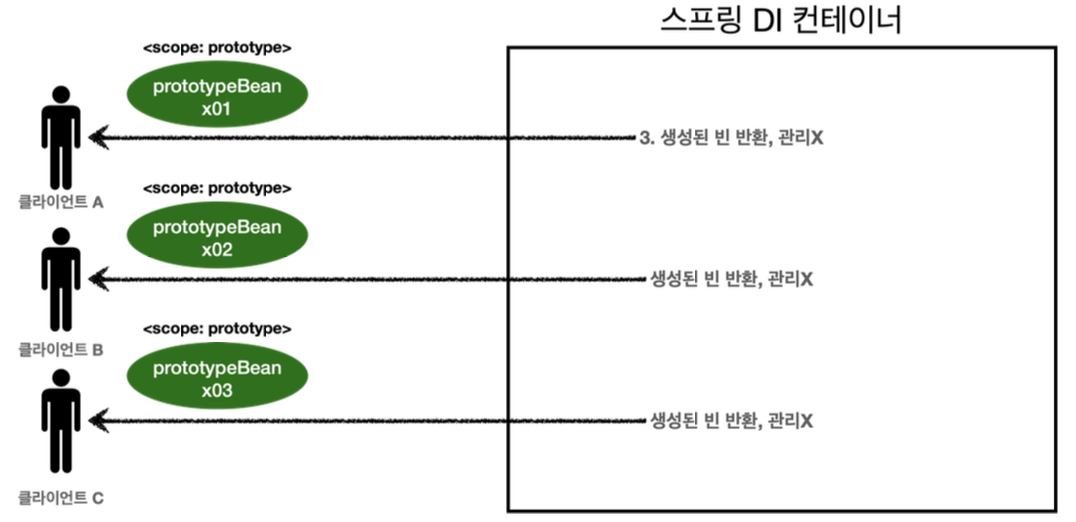 스프링 DI 컨테이너
<scope: prototype>
prototypeBean
x01
3. 생성된 빈 반환, 관리X
클라이언트 A
<scope: prototype>
prototypeBean
x02
생성된 빈 반환, 관리X
클라이언트 B
<scope: prototype>
prototypeBean
x03
생성된 빈 반환, 관리X
클라이언트 C